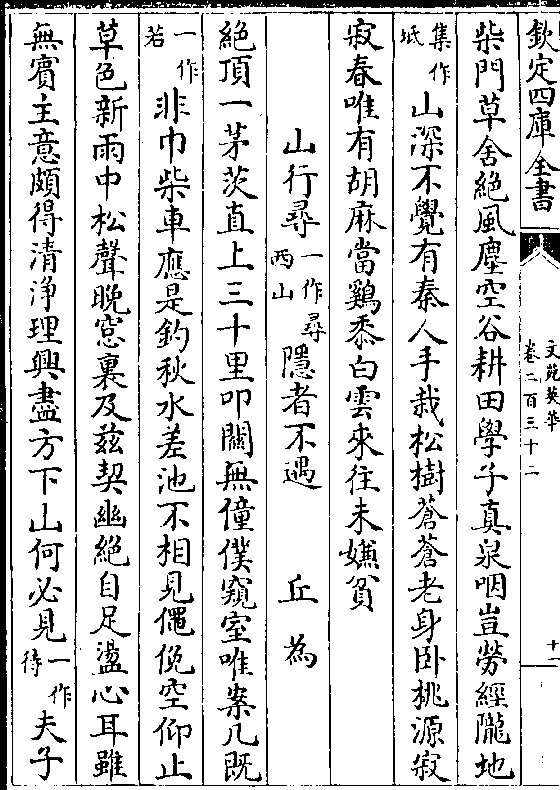 欽定四庫全書
文苑英華
卷二百三十二
十一
柴門草舍絶風塵空谷耕田學子真泉咽豈勞經隴地
集作坻山深不覺有秦人手栽松樹蒼蒼老身卧桃源寂
寂春唯有胡麻當鷄黍白雲來往未嫌貧
山行尋一作尋西山隱者不遇 丘為
絶頂一茅茨直上三十里叩關無僮僕窺室唯案几既
一作若非巾柴車應是釣秋水差池不相見僶俛空仰止
草色新雨中松聲晚窓裏及兹契幽絶自足盪心耳雖
無賓主意頗得清浄理興盡方下山何必見一作待夫子